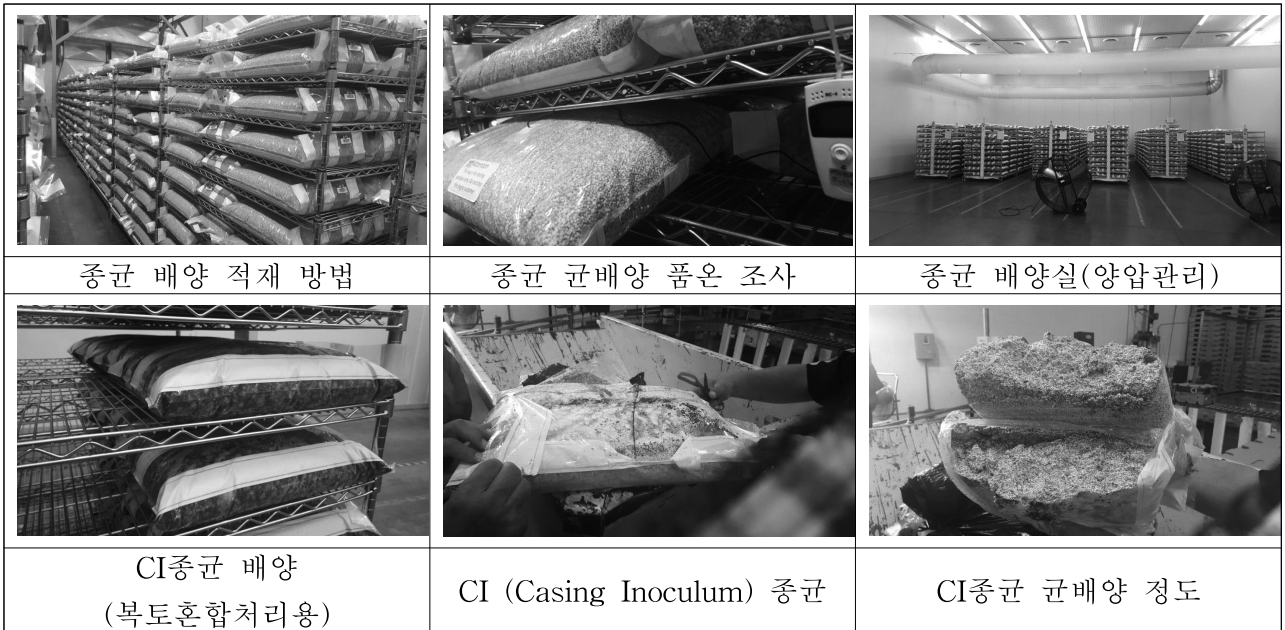 종균 배양 적재 방법
종균 균배양 품온 조사
종균 배양실(양압관리)
CI종균 배양
(복토혼합처리용)
CI (Casing Inoculum) 종균
CI종균 균배양 정도